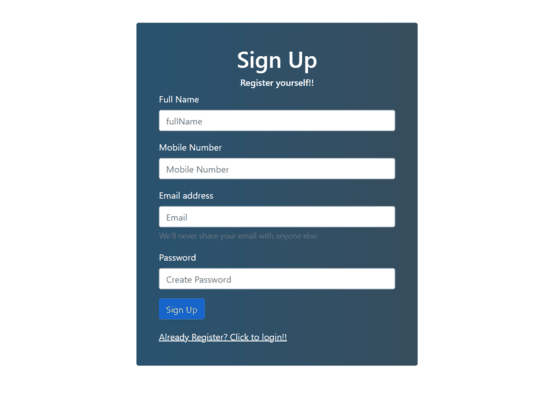 Sign Up
Register yourself!!
Full Name
fullName
Mobile Number
Mobile Number
Email address
Email
We'll never share your email with anyone else.
Password
Create Password
Sign Up
Already Register? Click to login!!